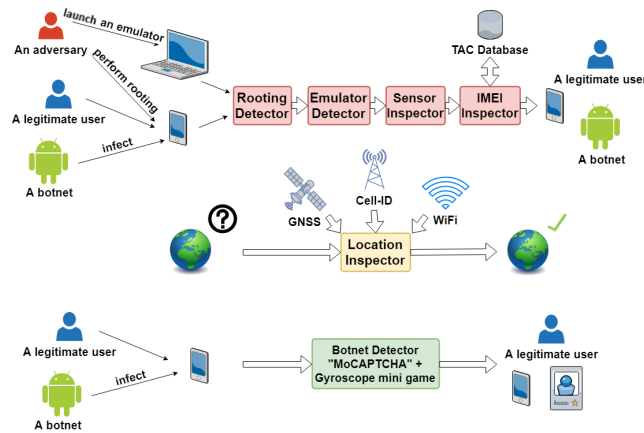 launch an emulator
An adversary
perform rooting
A legitimate user
infect
A botnet
Rooting
Detector
Emulator
Detector
Sensor
Inspector
IMEI
Inspector
TAC Database
A legitimate user
A botnet
?
GNSS
Cell-ID
WiFi
Location
Inspector
A legitimate user
infect
A botnet
Botnet Detector
"MoCAPTCHA" +
Gyroscope mini game
A legitimate user